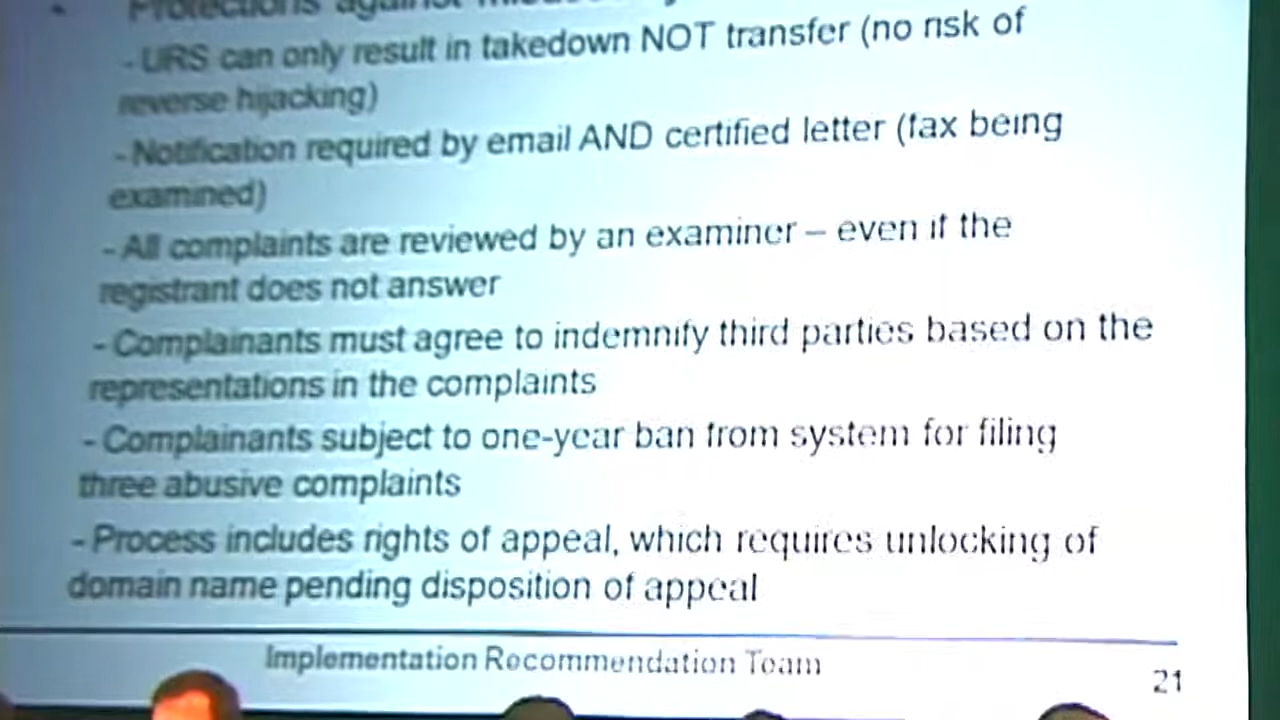 Protections against
- URS can only result in takedown NOT transfer (no risk of
reverse hijacking)
- Notification required by email AND certified letter (fax being
examined)
- All complaints are reviewed by an examiner – even if the
registrant does not answer
- Complainants must agree to indemnify third parties based on the
representations in the complaints
- Complainants subject to one-year ban from system for filing
three abusive complaints
- Process includes rights of appeal, which requires unlocking of
domain name pending disposition of appeal
Implementation Recommendation Team
21